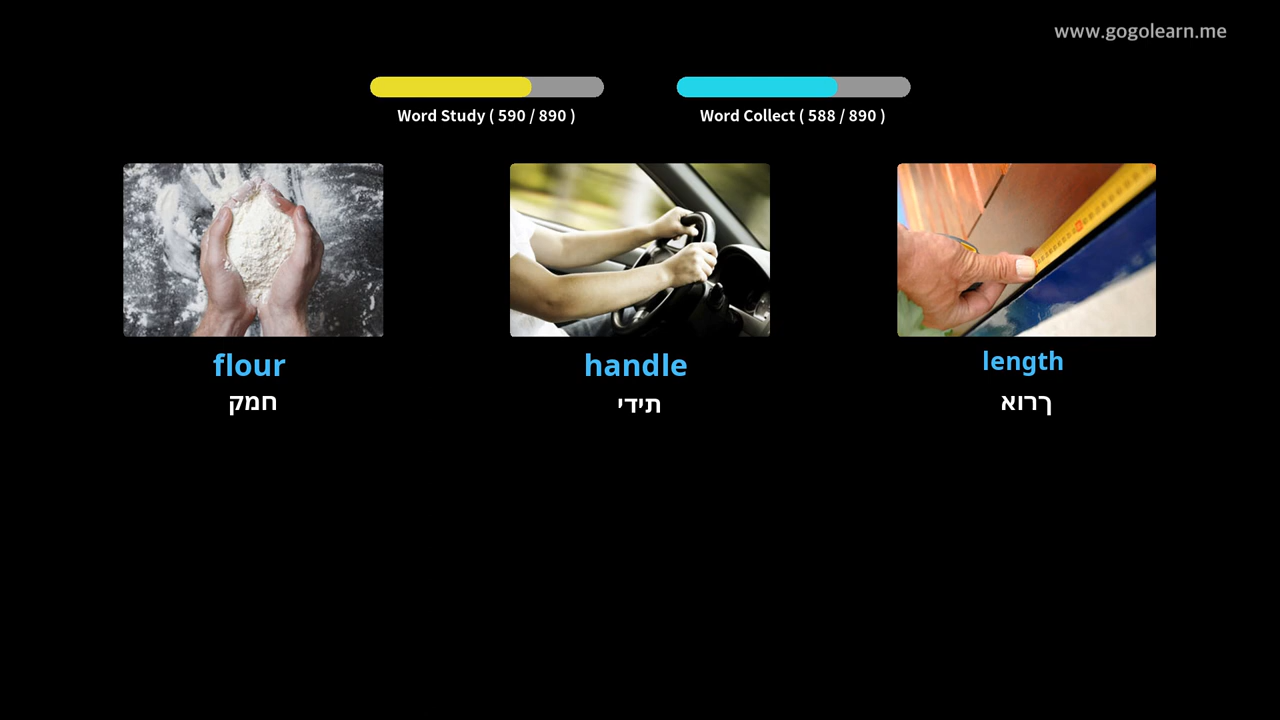 www.gogolearn.me
Word Study ( 590 / 890 )
Word Collect ( 588 / 890 )
flour
חמק
handle
תידי
length
ךרוא